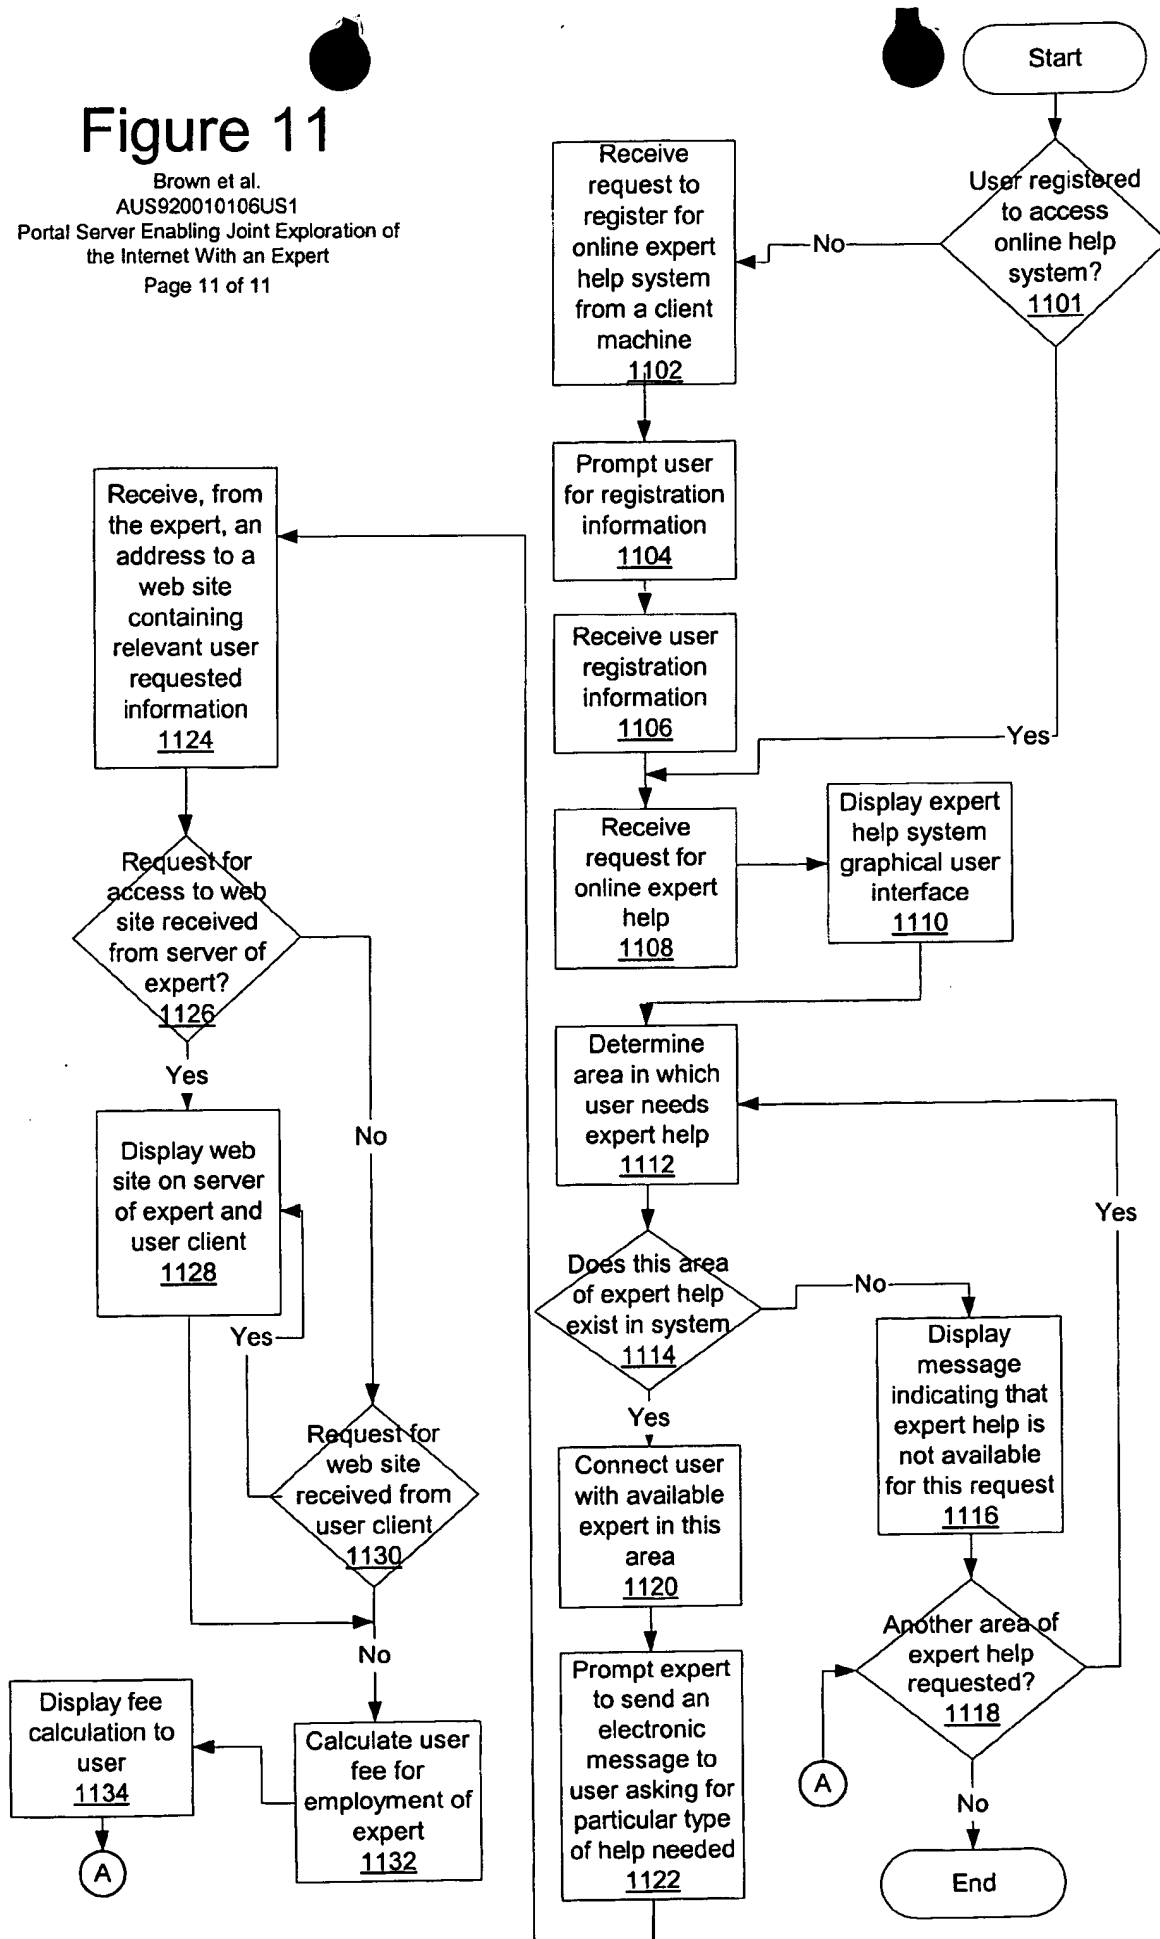 Figure 11
Brown et al.
AUS920010106US1
Portal Server Enabling Joint Exploration of
the Internet With an Expert
Page 11 of 11
Start
User registered
to access
online help
system?
1101
No
Yes
Receive
request to
register for
online expert
help system
from a client
machine
1102
Prompt user
for registration
information
1104
Receive user
registration
information
1106
Receive
request for
online expert
help
1108
Display expert
help system
graphical user
interface
1110
Determine
area in which
user needs
expert help
1112
Does this area
of expert help
exist in system
1114
No
Yes
Display
message
indicating that
expert help is
not available
for this request
1116
Another area of
expert help
requested?
1118
Yes
No
A
End
Connect user
with available
expert in this
area
1120
Prompt expert
to send an
electronic
message to
user asking for
particular type
of help needed
1122
Receive, from
the expert, an
address to a
web site
containing
relevant user
requested
information
1124
Request for
access to web
site received
from server of
expert?
1126
Yes
No
Display web
site on server
of expert and
user client
1128
Yes
Request for
web site
received from
user client
1130
No
Calculate user
fee for
employment of
expert
1132
Display fee
calculation to
user
1134
A